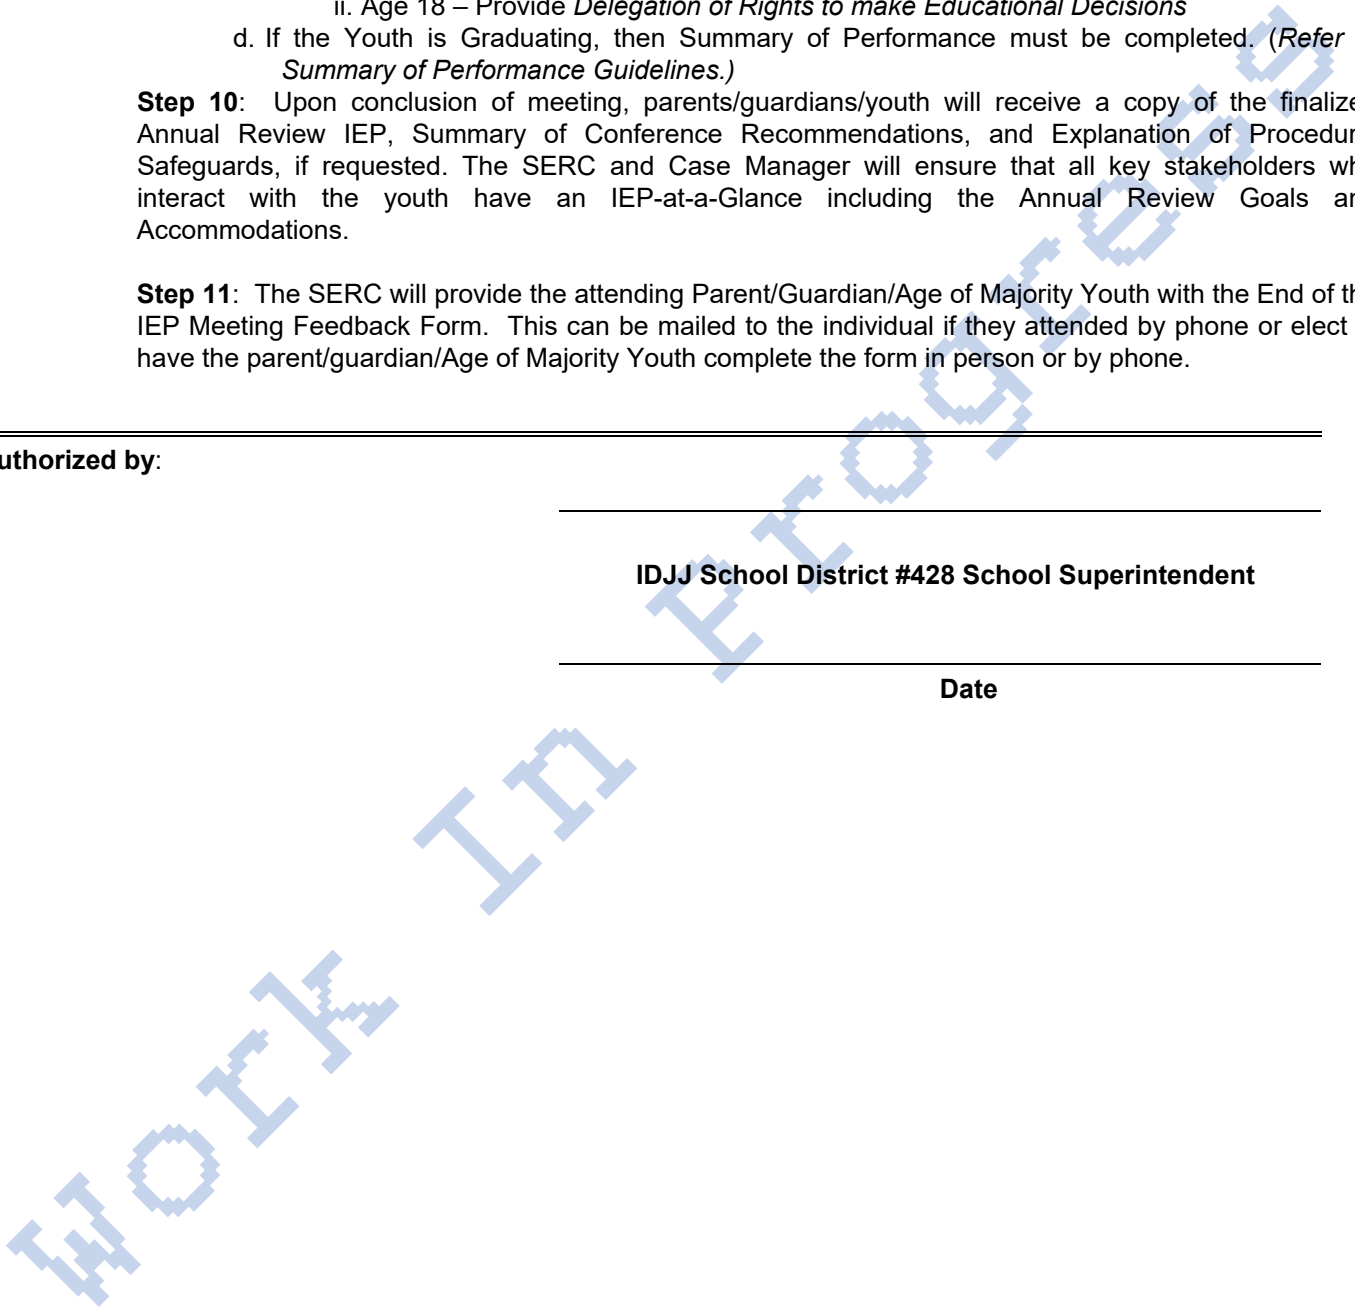 ii. Age 18 – Provide Delegation of Rights to make Educational Decisions
d. If the Youth is Graduating, then Summary of Performance must be completed. (Refer
Summary of Performance Guidelines.)
Step 10: Upon conclusion of meeting, parents/guardians/youth will receive a copy of the finalize
Annual Review IEP, Summary of Conference Recommendations, and Explanation of Procedur
Safeguards, if requested. The SERC and Case Manager will ensure that all key stakeholders wh
interact with the youth have an IEP-at-a-Glance including the Annual Review Goals an
Accommodations.
Step 11: The SERC will provide the attending Parent/Guardian/Age of Majority Youth with the End of th
IEP Meeting Feedback Form. This can be mailed to the individual if they attended by phone or elect
have the parent/guardian/Age of Majority Youth complete the form in person or by phone.
uthorized by:
IDJJ School District #428 School Superintendent
Date
Work In Progress